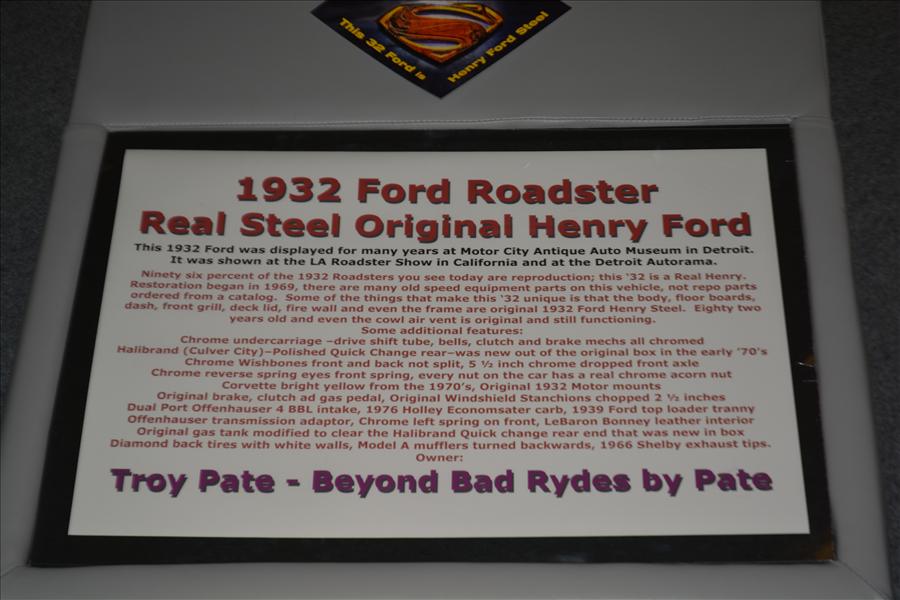 This 32 Ford is Henry Ford Steel
1932 Ford Roadster
Real Steel Original Henry Ford
This 1932 Ford was displayed for many years at Motor City Antique Auto Museum in Detroit.
It was shown at the LA Roadster Show in California and at the Detroit Autorama.
Ninety six percent of the 1932 Roadsters you see today are reproduction; this ‘32 is a Real Henry.
Restoration began in 1969, there are many old speed equipment parts on this vehicle, not repo parts
ordered from a catalog.  Some of the things that make this ‘32 unique is that the body, floor boards,
dash, front grill, deck lid, fire wall and even the frame are original 1932 Ford Henry Steel.  Eighty two
years old and even the cowl air vent is original and still functioning.
Some additional features:
Chrome undercarriage –drive shift tube, bells, clutch and brake mechs all chromed
Halibrand (Culver City)–Polished Quick Change rear–was new out of the original box in the early ‘70’s
Chrome Wishbones front and back not split, 5 ½ inch chrome dropped front axle
Chrome reverse spring eyes front spring, every nut on the car has a real chrome acorn nut
Corvette bright yellow from the 1970’s, Original 1932 Motor mounts
Original brake, clutch ad gas pedal, Original Windshield Stanchions chopped 2 ½ inches
Dual Port Offenhauser 4 BBL intake, 1976 Holley Economsater carb, 1939 Ford top loader tranny
Offenhauser transmission adaptor, Chrome left spring on front, LeBaron Bonney leather interior
Original gas tank modified to clear the Halibrand Quick change rear end that was new in box
Diamond back tires with white walls, Model A mufflers turned backwards, 1966 Shelby exhaust tips.
Owner:
Troy Pate - Beyond Bad Rydes by Pate